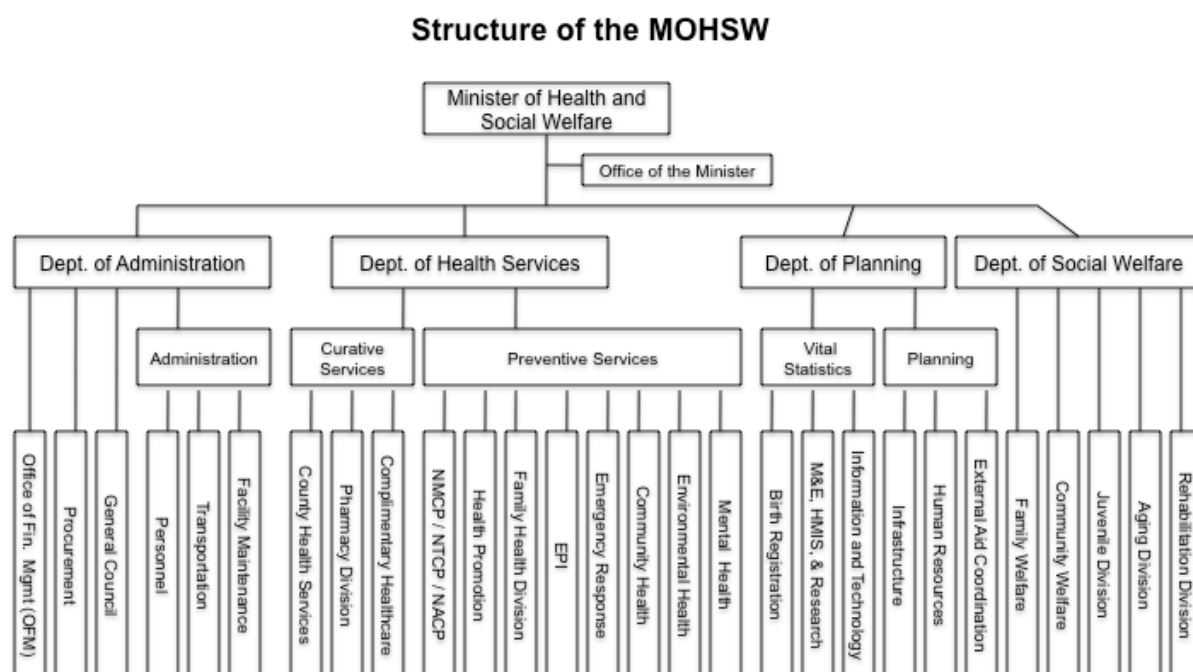 Structure of the MOHSW
Minister of Health and
Social Welfare
Office of the Minister
Dept. of Administration
Dept. of Health Services
Dept. of Planning
Dept. of Social Welfare
Administration
Curative
Services
Preventive Services
Vital
Statistics
Planning
Office of Fin. Mgmt (OFM)
Procurement
General Council
Personnel
Transportation
Facility Maintenance
County Health Services
Pharmacy Division
Complimentary Healthcare
NMCP / NTCP / NACP
Health Promotion
Family Health Division
EPI
Emergency Response
Community Health
Environmental Health
Mental Health
Birth Registration
M&E, HMIS, & Research
Information and Technology
Infrastructure
Human Resources
External Aid Coordination
Family Welfare
Community Welfare
Juvenile Division
Aging Division
Rehabilitation Division